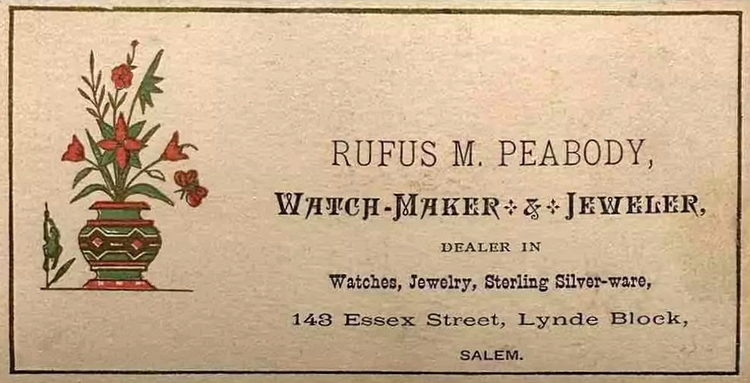 RUFUS M. PEABODY,
WATCH-MAKER & JEWELER,
DEALER IN
Watches, Jewelry, Sterling Silver-ware,
143 Essex Street, Lynde Block,
SALEM.